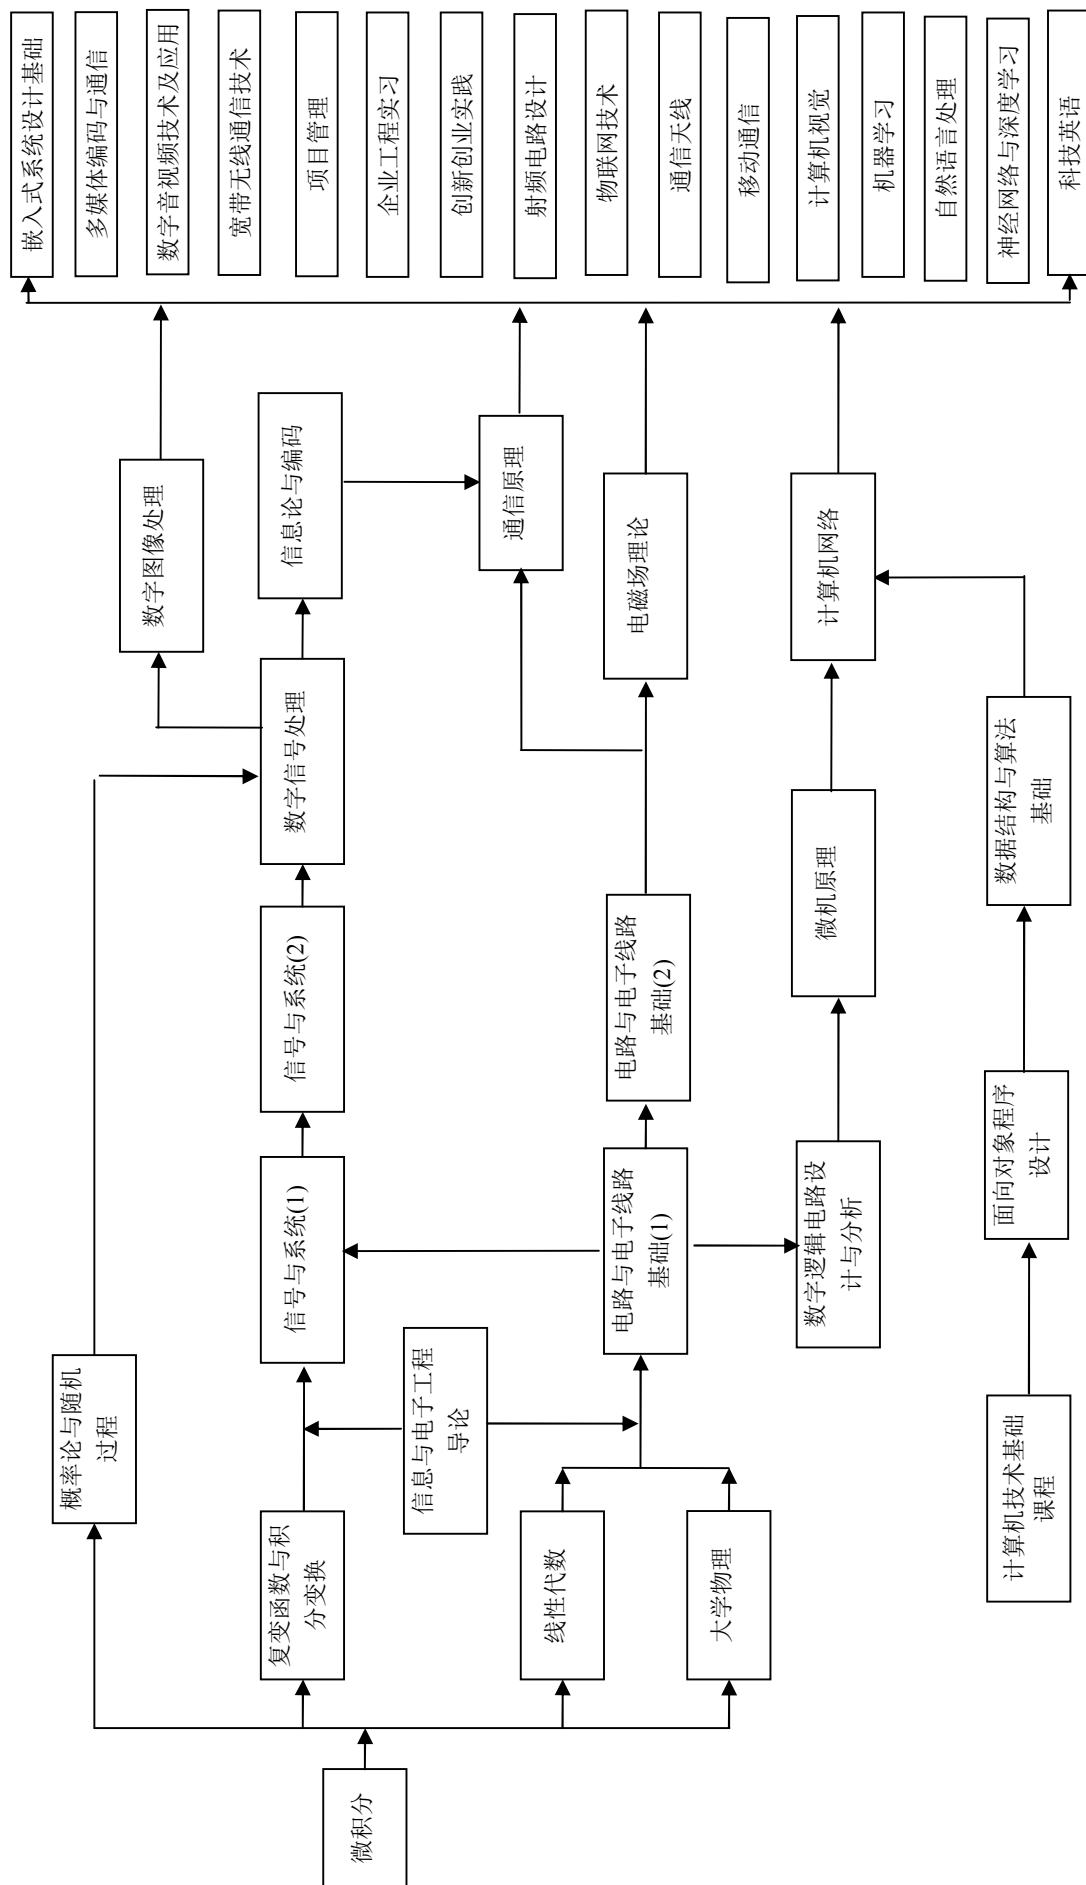 嵌入式系统设计基础
多媒体编码与通信
数字音视频技术及应用
宽带无线通信技术
项目管理
企业工程实习
创新创业实践
射频电路设计
物联网技术
通信天线
移动通信
计算机视觉
机器学习
自然语言处理
神经网络与深度学习
科技英语
数字图像处理
信息论与编码
通信原理
电磁场理论
计算机网络
数字信号处理
数据结构与算法
基础
微机原理
信号与系统(2)
电路与电子线路
基础(2)
面向对象程序
设计
信号与系统(1)
电路与电子线路
基础(1)
数字逻辑电路设
计与分析
概率论与随机
过程
信息与电子工程
导论
计算机技术基础
课程
复变函数与积
分变换
线性代数
大学物理
微积分